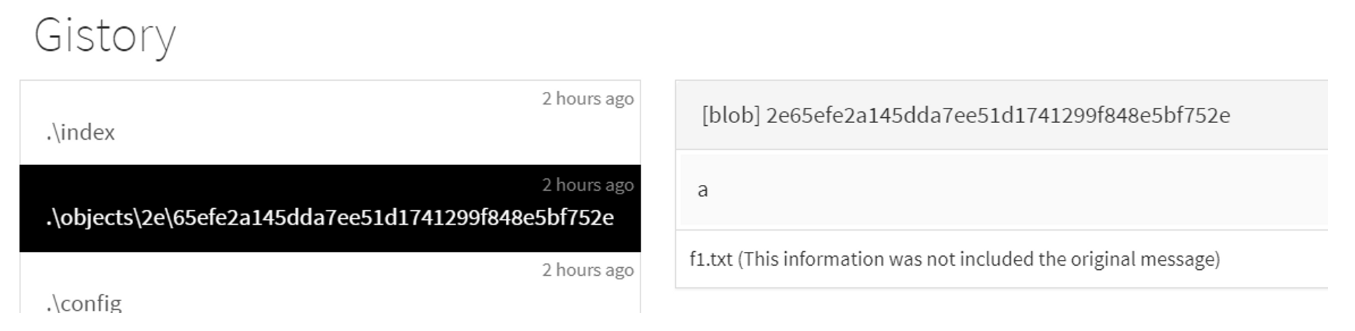 Gistory
2 hours ago
.\index
2 hours ago
.\objects\2e\65efe2a145dda7ee51d1741299f848e5bf752e
2 hours ago
.\config
[blob] 2e65efe2a145dda7ee51d1741299f848e5bf752e
a
f1.txt (This information was not included the original message)